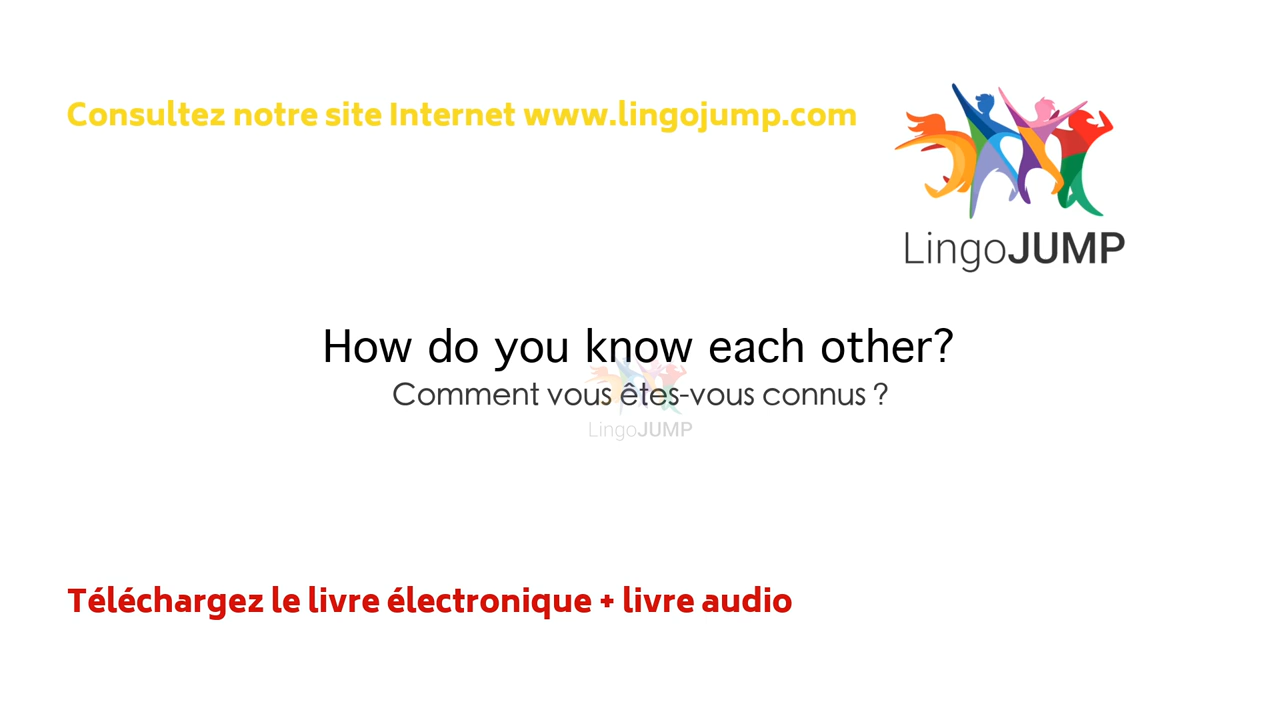 Consultez notre site Internet www.lingojump.com
LingoJUMP
How do you know each other?
Comment vous êtes-vous connus ?
LingoJUMP
Téléchargez le livre électronique + livre audio